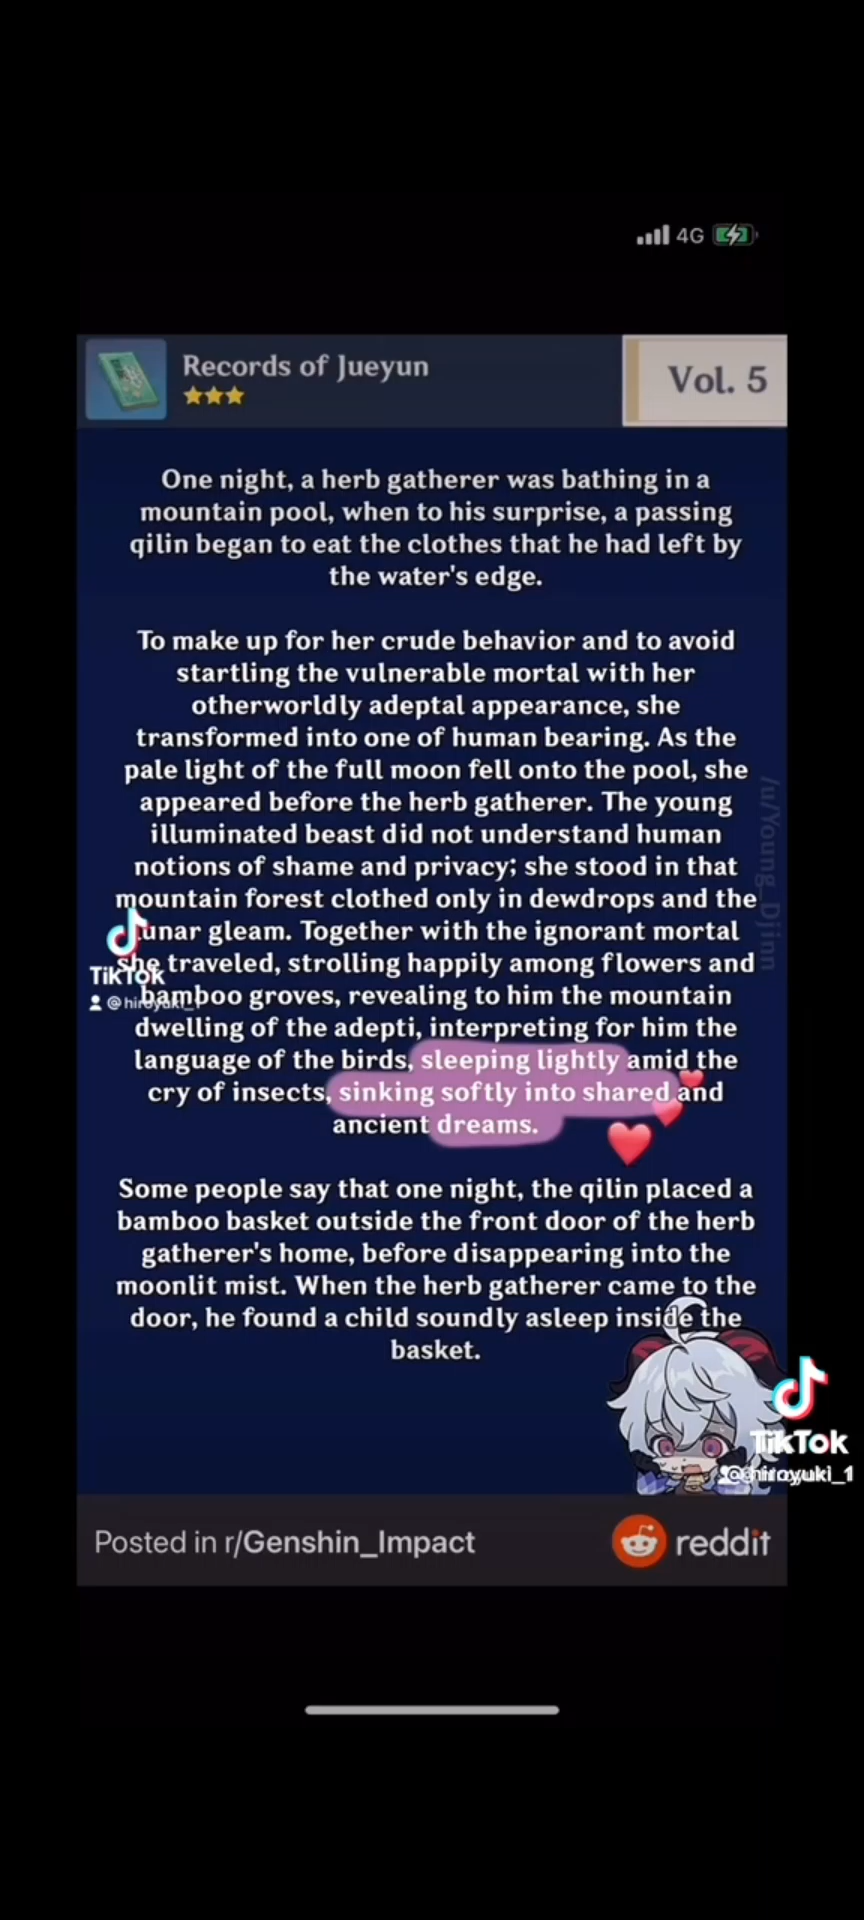 4G
Records of Jueyun
Vol. 5
One night, a herb gatherer was bathing in a
mountain pool, when to his surprise, a passing
qilin began to eat the clothes that he had left by
the water's edge.
To make up for her crude behavior and to avoid
startling the vulnerable mortal with her
otherworldly adeptal appearance, she
transformed into one of human bearing. As the
pale light of the full moon fell onto the pool, she
appeared before the herb gatherer. The young
illuminated beast did not understand human
notions of shame and privacy; she stood in that
mountain forest clothed only in dewdrops and the
lunar gleam. Together with the ignorant mortal
she traveled, strolling happily among flowers and
bamboo groves, revealing to him the mountain
dwelling of the adepti, interpreting for him the
language of the birds, sleeping lightly amid the
cry of insects, sinking softly into shared and
ancient dreams.
Some people say that one night, the qilin placed a
bamboo basket outside the front door of the herb
gatherer's home, before disappearing into the
moonlit mist. When the herb gatherer came to the
door, he found a child soundly asleep inside the
basket.
/u/Young_Djinn
TikTok
TikTok
@hiroyuki_1
Posted in r/Genshin_Impact
reddit